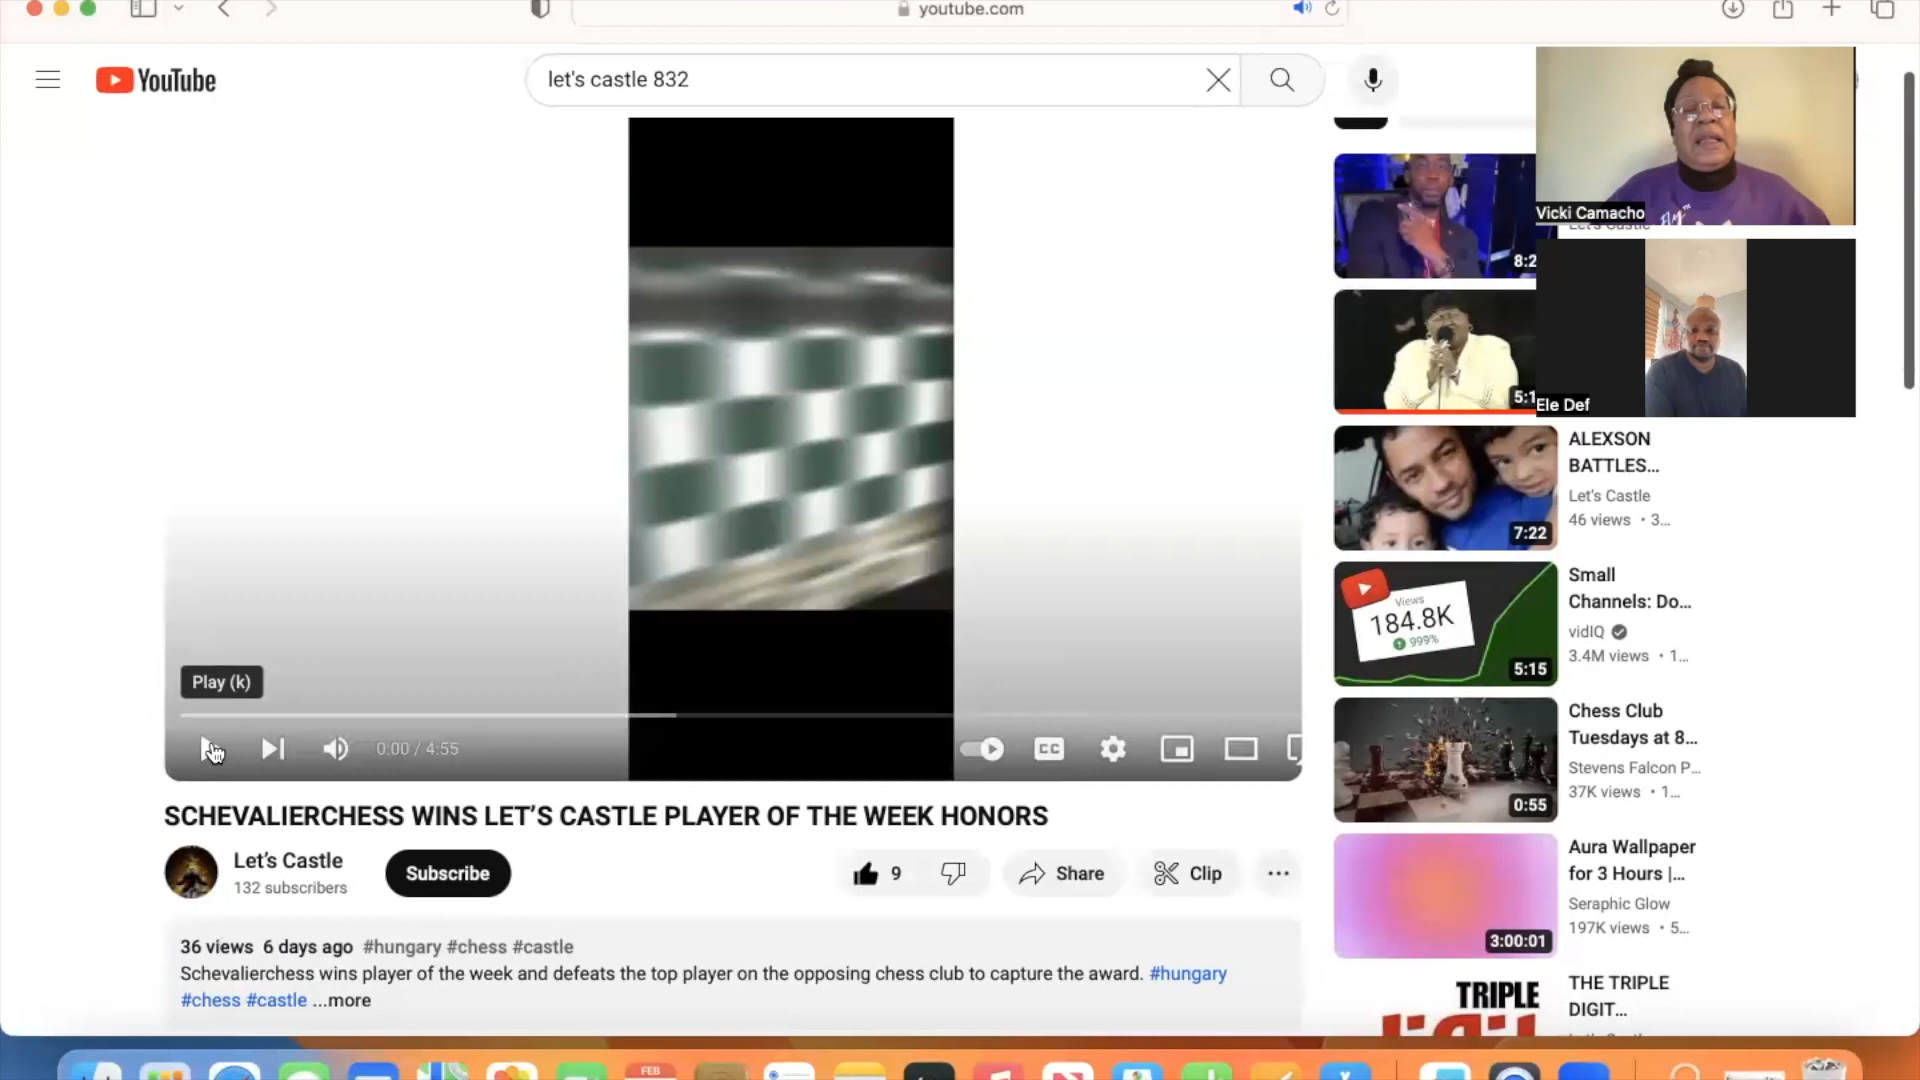 youtube.com
YouTube
let's castle 832
Vicki Camacho
Let's Castle
8:2
5:1
Ele Def
ALEXSON
BATTLES...
Let's Castle
46 views • 3...
7:22
Small
Channels: Do...
vidIQ
3.4M views • 1...
Views
184.8K
999%
5:15
Chess Club
Tuesdays at 8...
Stevens Falcon P...
37K views • 1...
0:55
Aura Wallpaper
for 3 Hours |...
Seraphic Glow
197K views • 5...
3:00:01
THE TRIPLE
DIGIT...
TRIPLE
Play (k)
0:00 / 4:55
CC
SCHEVALIERCHESS WINS LET’S CASTLE PLAYER OF THE WEEK HONORS
Let’s Castle
132 subscribers
Subscribe
9
Share
Clip
36 views 6 days ago #hungary #chess #castle
Schevalierchess wins player of the week and defeats the top player on the opposing chess club to capture the award. #hungary
#chess #castle ...more
FEB